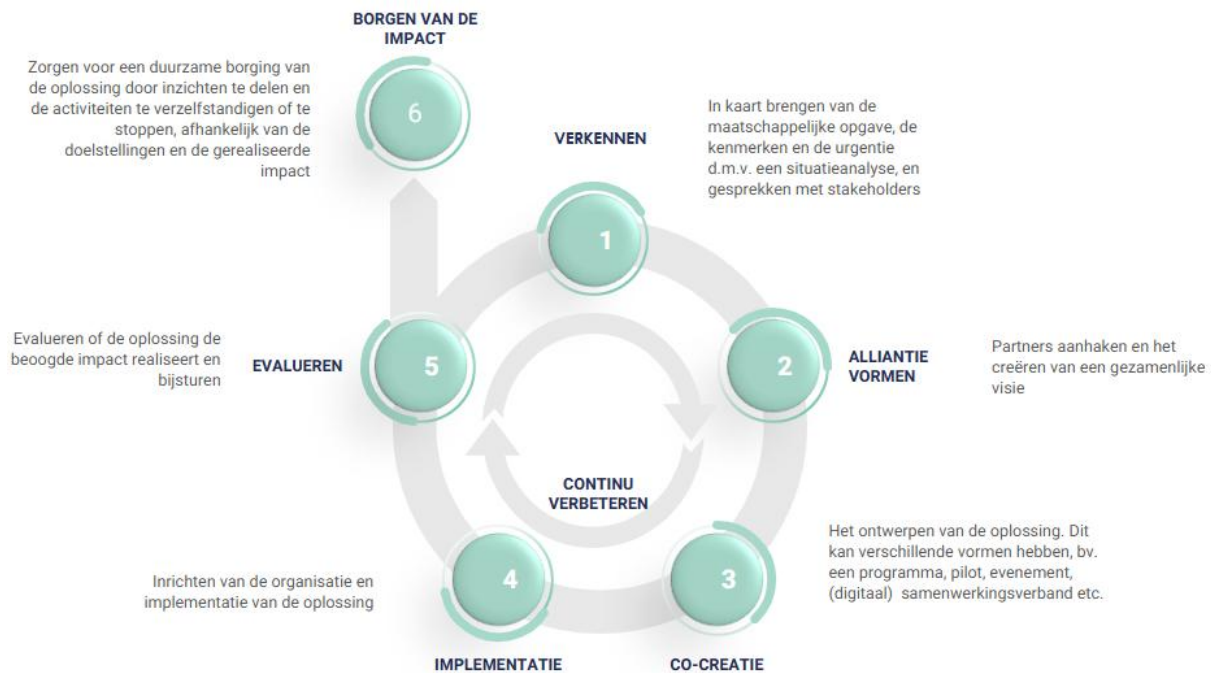 BORGEN VAN DE
IMPACT
Zorgen voor een duurzame borging van
de oplossing door inzichten te delen en
de activiteiten te verzelfstandigen of te
stoppen, afhankelijk van de
doelstellingen en de gerealiseerde
impact
6
VERKENNEN
In kaart brengen van de
maatschappelijke opgave, de
kenmerken en de urgentie
d.m.v. een situatieanalyse, en
gesprekken met stakeholders
1
2
ALLIANTIE
VORMEN
Partners aanhaken en het
creëren van een gezamenlijke
visie
Evalueren of de oplossing de
beoogde impact realiseert en
bijsturen
EVALUEREN
5
CONTINU
VERBETEREN
3
Het ontwerpen van de oplossing. Dit
kan verschillende vormen hebben, bv.
een programma, pilot, evenement,
(digitaal) samenwerkingsverband etc.
CO-CREATIE
4
Inrichten van de organisatie en
implementatie van de oplossing
IMPLEMENTATIE